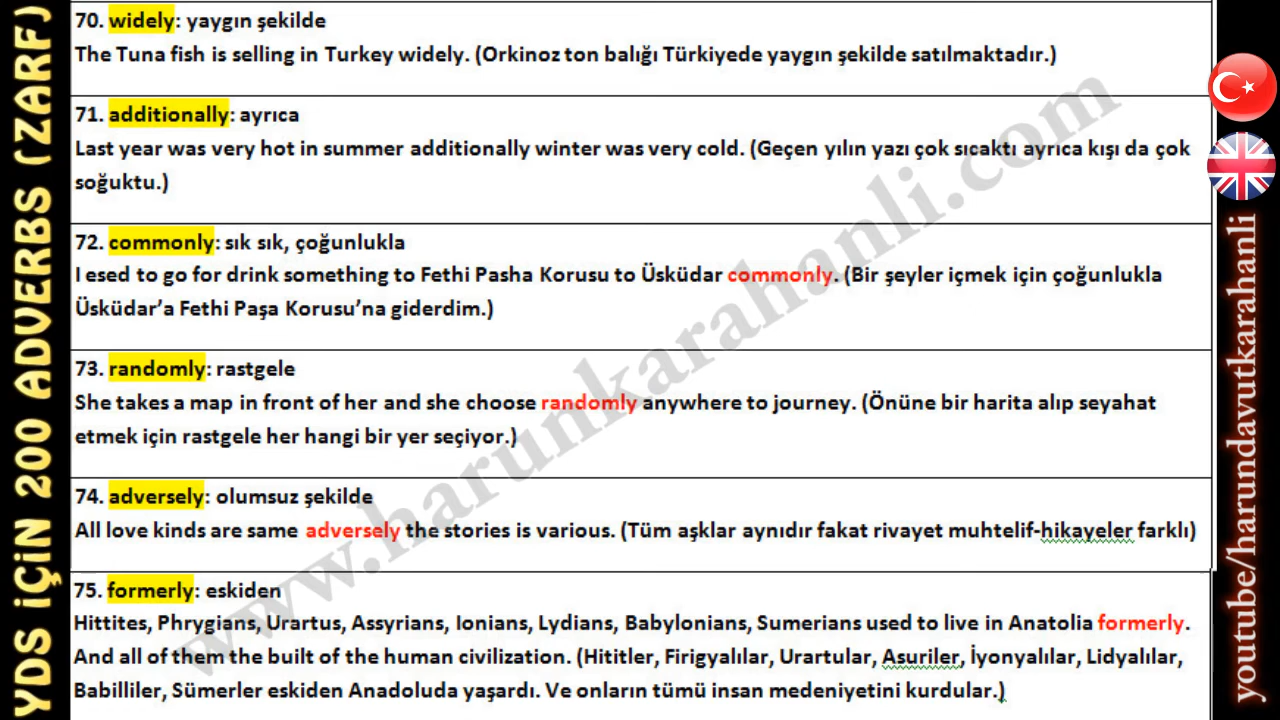 YDS İÇİN 200 ADVERBS (ZARF)
70. widely: yaygın şekilde
The Tuna fish is selling in Turkey widely. (Orkinoz ton balığı Türkiyede yaygın şekilde satılmaktadır.)
71. additionally: ayrıca
Last year was very hot in summer additionally winter was very cold. (Geçen yılın yazı çok sıcaktı ayrıca kışı da çok
soğuktu.)
72. commonly: sık sık, çoğunlukla
I esed to go for drink something to Fethi Pasha Korusu to Üsküdar commonly. (Bir şeyler içmek için çoğunlukla
Üsküdar’a Fethi Paşa Korusu’na giderdim.)
73. randomly: rastgele
She takes a map in front of her and she choose randomly anywhere to journey. (Önüne bir harita alıp seyahat
etmek için rastgele her hangi bir yer seçiyor.)
74. adversely: olumsuz şekilde
All love kinds are same adversely the stories is various. (Tüm aşklar aynıdır fakat rivayet muhtelif-hikayeler farklı)
75. formerly: eskiden
Hittites, Phrygians, Urartus, Assyrians, Ionians, Lydians, Babylonians, Sumerians used to live in Anatolia formerly.
And all of them the built of the human civilization. (Hititler, Firigyalılar, Urartular, Asuriler, İyonyalılar, Lidyalılar,
Babilliler, Sümerler eskiden Anadoluda yaşardı. Ve onların tümü insan medeniyetini kurdular.)
www.harunkarahanli.com
youtube/harundavutkarahanli